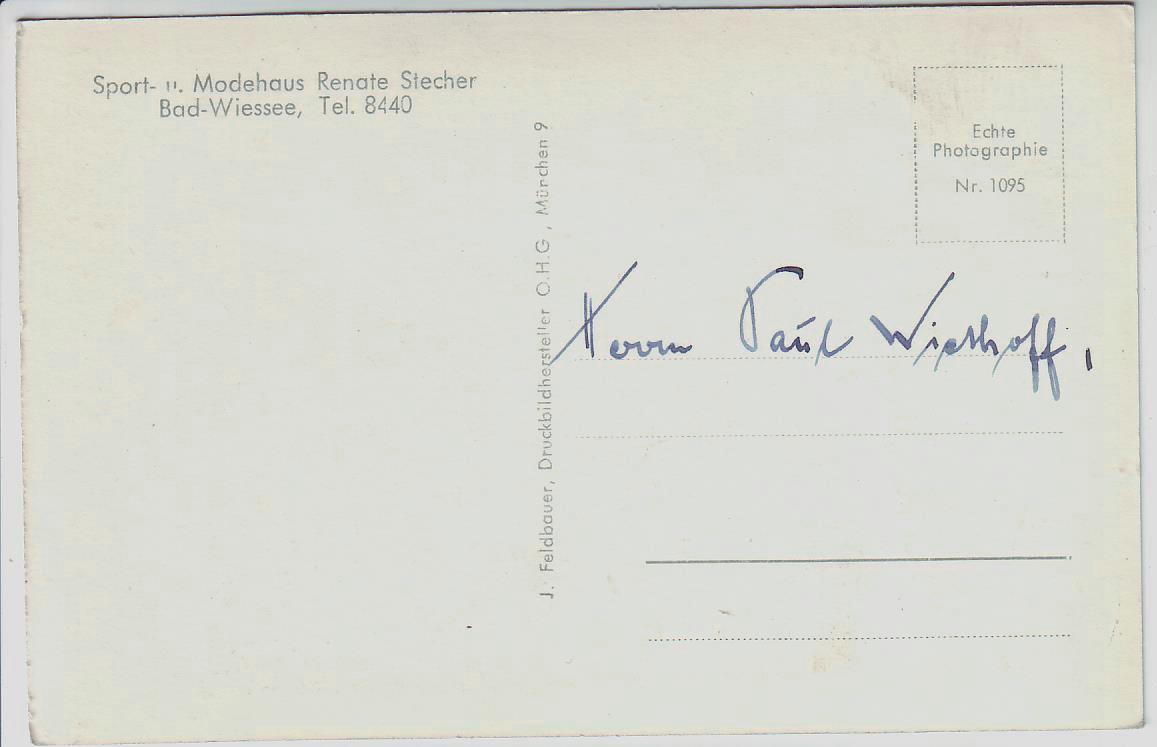 Sport- u. Modehaus Renate Stecher
Bad-Wiessee, Tel. 8440
J. Feldbauer, Druckbildhersteller O.H.G, München 9
Echte
Photographie
Nr. 1095
Herrn Paul Wiethoff,